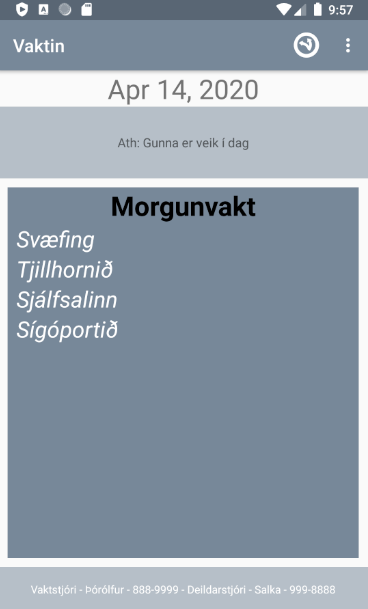 9:57
Vaktin
Apr 14, 2020
Ath: Gunna er veik í dag
Morgunvakt
Svæfing
Tjillhornið
Sjálfsalinn
Sígóportið
Vaktstjóri - Þórólfur - 888-9999 - Deildarstjóri - Salka - 999-8888